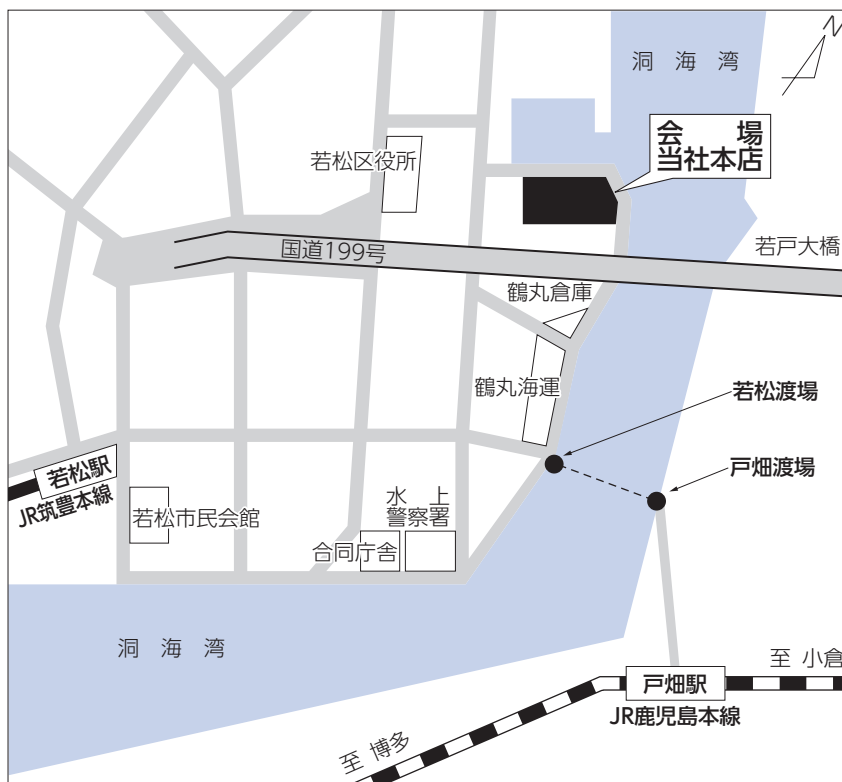 N
洞海湾
会場
当社本店
若松区役所
国道199号
若戸大橋
鶴丸倉庫
鶴丸海運
若松渡場
戸畑渡場
若松駅
JR筑豊本線
若松市民会館
水上
警察署
合同庁舎
洞海湾
至 小倉
戸畑駅
JR鹿児島本線
至 博多